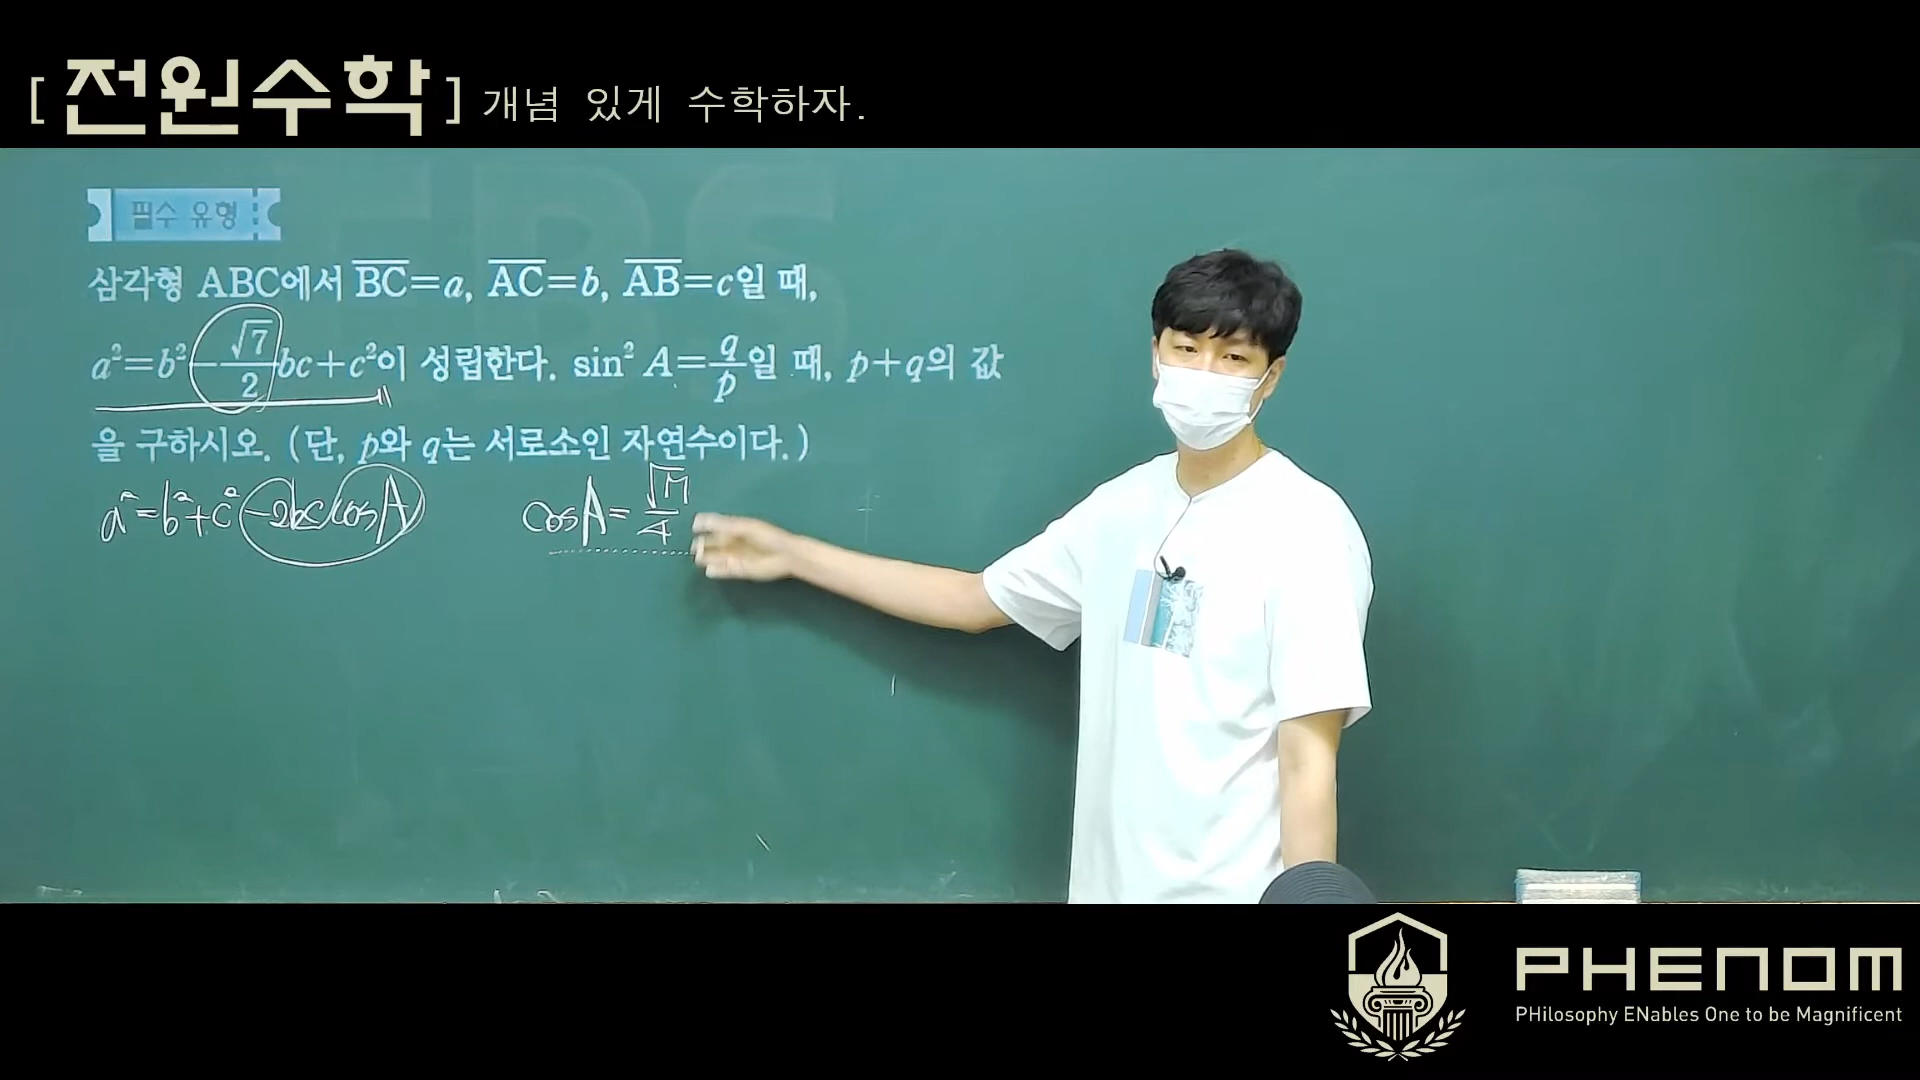 [전원수학] 개념 있게 수학하자.
EBS
필수 유형
삼각형 ABC에서 B̅C̅=a, A̅C̅=b, A̅B̅=c일 때,
a²=b²-√7/2bc+c²이 성립한다. sin² A=q/p일 때, p+q의 값
을 구하시오. (단, p와 q는 서로소인 자연수이다.)
a²=b²+c²-2bc cosA
cosA=√7/4
PHENOM
PHilosophy ENables One to be Magnificent